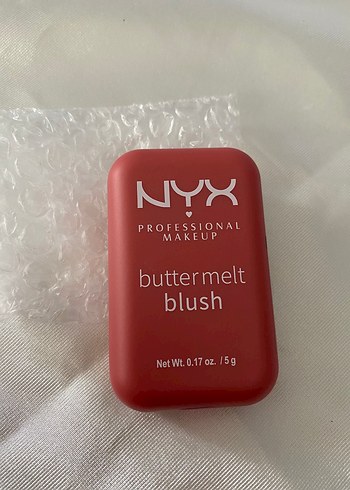 NYX
PROFESSIONAL
MAKEUP
buttermelt
blush
Net Wt. 0.17 oz. / 5 g